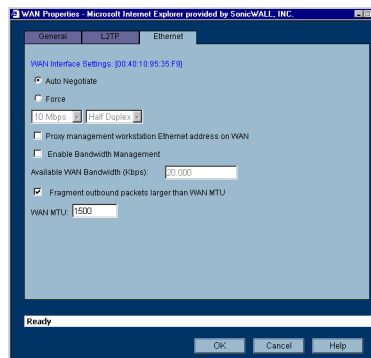 WAN Properties - Microsoft Internet Explorer provided by SonicWALL, INC.
General L2TP Ethernet
WAN Interface Settings: [00:40:10:95:35:F9]
Auto Negotiate
Force
10 Mbps Half Duplex
Proxy management workstation Ethernet address on WAN
Enable Bandwidth Management
Available WAN Bandwidth (Kbps): 20.000
Fragment outbound packets larger than WAN MTU
WAN MTU: 1500
Ready
OK Cancel Help